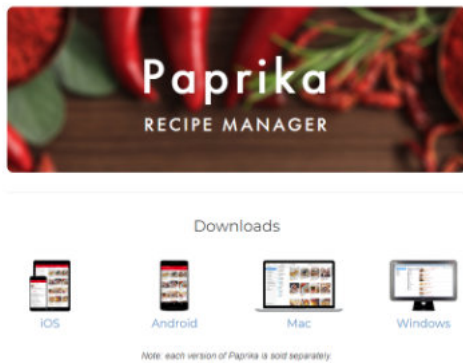 Paprika
RECIPE MANAGER
Downloads
iOS
Android
Mac
Windows
Note: each version of Paprika is sold separately.